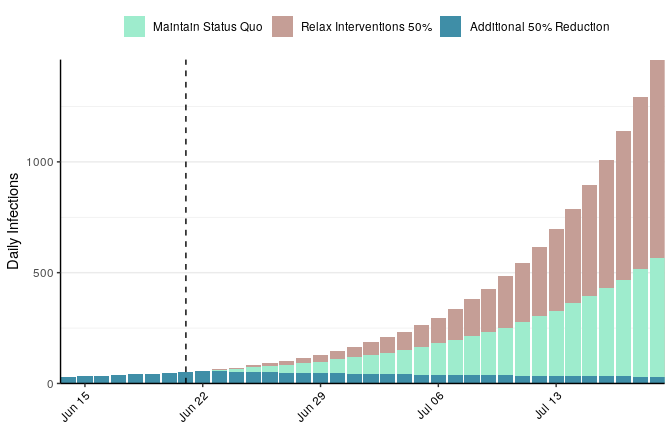 Maintain Status Quo Relax Interventions 50% Additional 50% Reduction
Daily Infections
1000
500
0
Jun 15 Jun 22 Jun 29 Jul 06 Jul 13